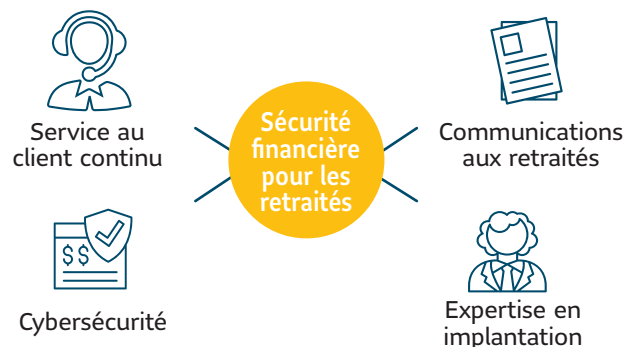 Service au
client continu
Sécurité
financière
pour les
retraités
Communications
aux retraités
$$
Cybersécurité
Expertise en
implantation